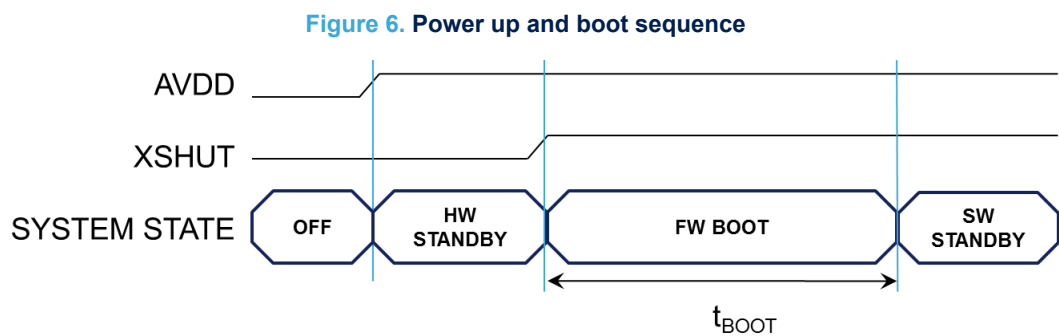 Figure 6. Power up and boot sequence
AVDD
XSHUT
SYSTEM STATE
OFF
HW
STANDBY
FW BOOT
SW
STANDBY
tBOOT